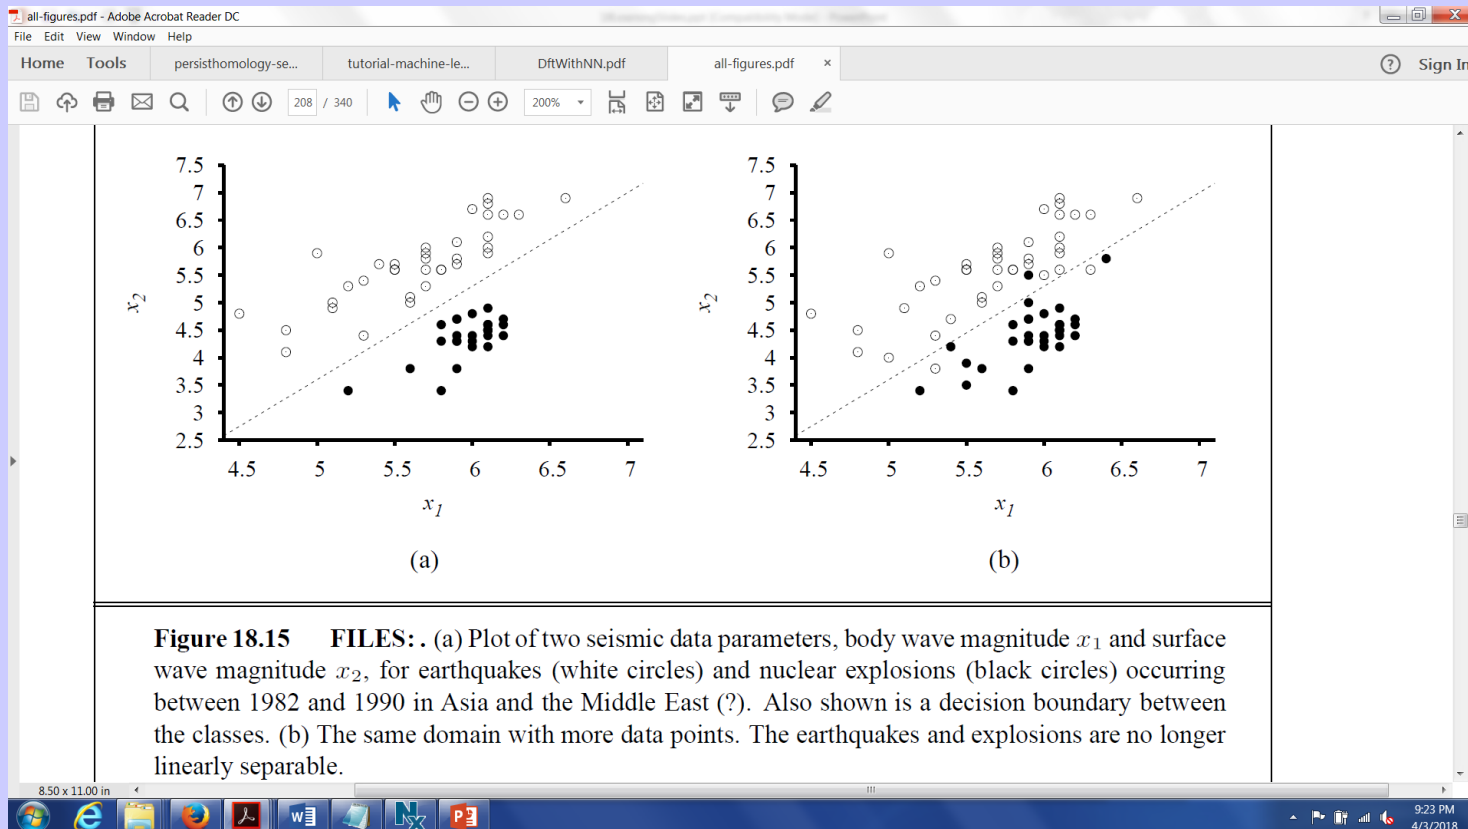 all-figures.pdf - Adobe Acrobat Reader DC
File Edit View Window Help
Home Tools persisthomology-se... tutorial-machine-le... DftWithNN.pdf all-figures.pdf × ? Sign In
208 / 340 200%
7.5
7
6.5
6
5.5
5
4.5
4
3.5
3
2.5
x2
4.5 5 5.5 6 6.5 7
x1
(a)
7.5
7
6.5
6
5.5
5
4.5
4
3.5
3
2.5
x2
4.5 5 5.5 6 6.5 7
x1
(b)
Figure 18.15 FILES: . (a) Plot of two seismic data parameters, body wave magnitude x1 and surface
wave magnitude x2, for earthquakes (white circles) and nuclear explosions (black circles) occurring
between 1982 and 1990 in Asia and the Middle East (?). Also shown is a decision boundary between
the classes. (b) The same domain with more data points. The earthquakes and explosions are no longer
linearly separable.
8.50 x 11.00 in
9:23 PM
4/3/2018